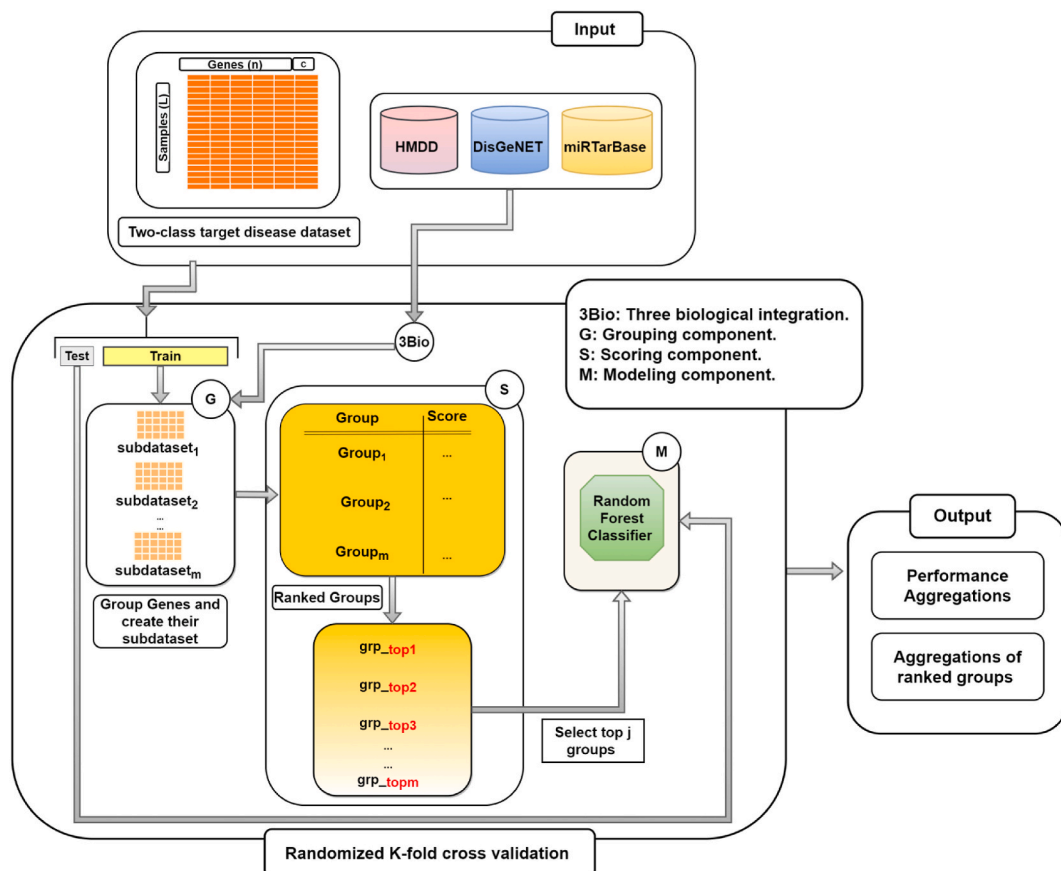 Input
Genes (n)
c
Samples (L)
HMDD
DisGeNET
miRTarBase
Two-class target disease dataset
3Bio: Three biological integration.
G: Grouping component.
S: Scoring component.
M: Modeling component.
3Bio
Test
Train
G
S
subdataset1
subdataset2
...
...
subdatasetm
Group Genes and
create their
subdataset
Group Score
Group1 ...
Group2 ...
Groupm ...
Ranked Groups
grp_top1
grp_top2
grp_top3
...
...
grp_topm
Select top j
groups
M
Random
Forest
Classifier
Output
Performance
Aggregations
Aggregations of
ranked groups
Randomized K-fold cross validation